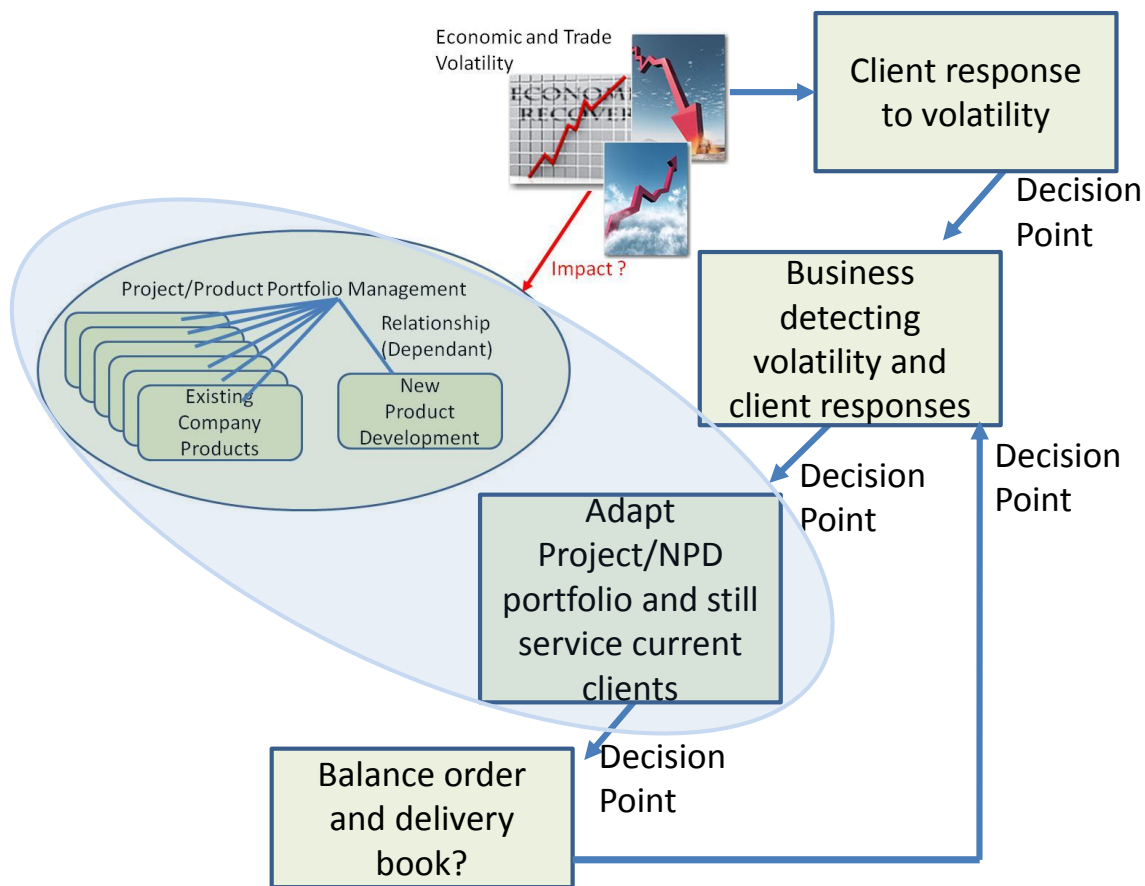 Economic and Trade
Volatility
ECONOM
RECOVER
Client response
to volatility
Decision
Point
Impact ?
Business
detecting
volatility and
client responses
Project/Product Portfolio Management
Relationship
(Dependant)
Existing
Company
Products
New
Product
Development
Decision
Point
Decision
Point
Adapt
Project/NPD
portfolio and still
service current
clients
Decision
Point
Balance order
and delivery
book?